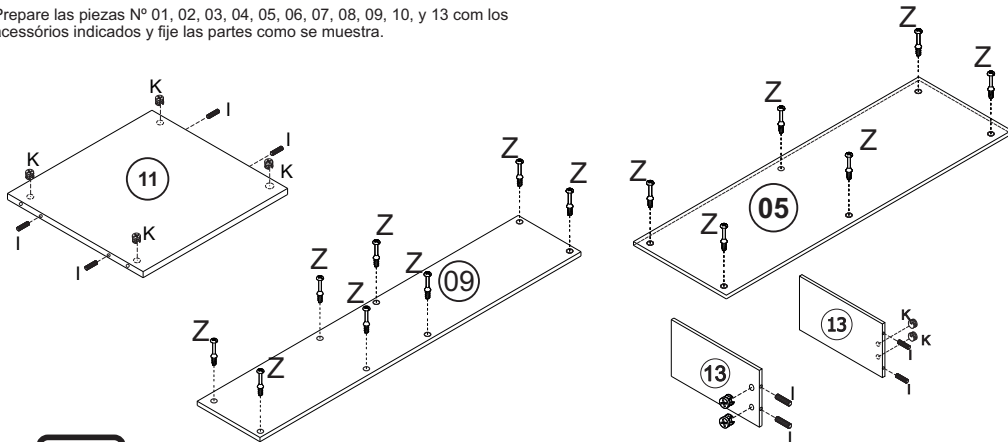 Prepare las piezas Nº 01, 02, 03, 04, 05, 06, 07, 08, 09, 10, y 13 com los
acessórios indicados y fije las partes como se muestra.
Z
Z
Z
Z
Z
Z
05
K
I
I
K
K
11
K
I
I
Z
Z
Z
Z
Z
Z
Z
Z
09
13
K
K
I
I
13
I
I